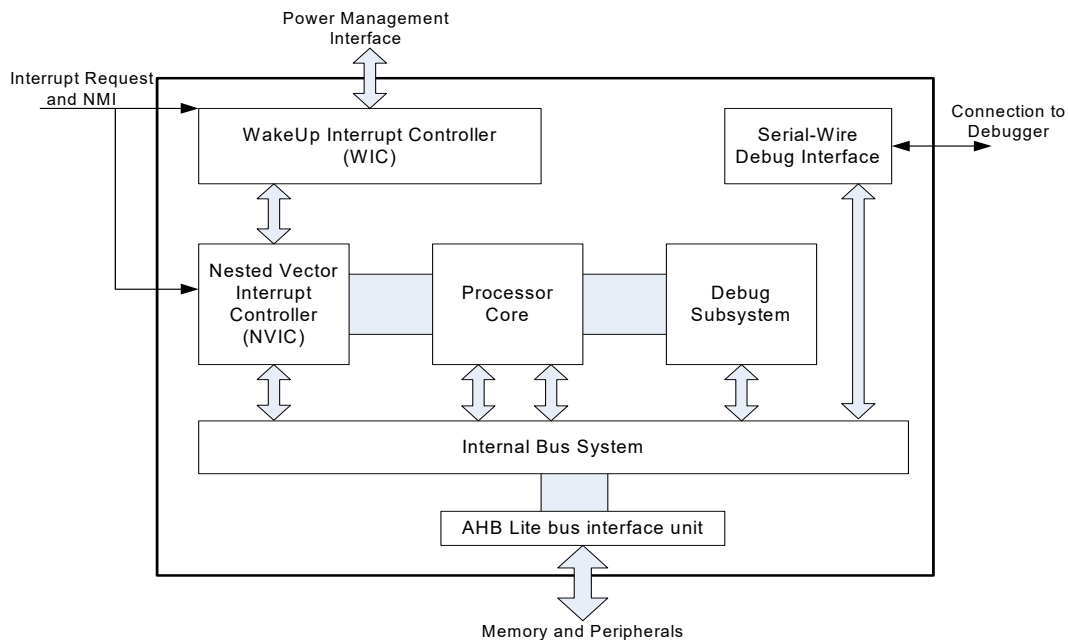 Power Management
Interface
Interrupt Request
and NMI
WakeUp Interrupt Controller
(WIC)
Serial-Wire
Debug Interface
Connection to
Debugger
Nested Vector
Interrupt
Controller
(NVIC)
Processor
Core
Debug
Subsystem
Internal Bus System
AHB Lite bus interface unit
Memory and Peripherals